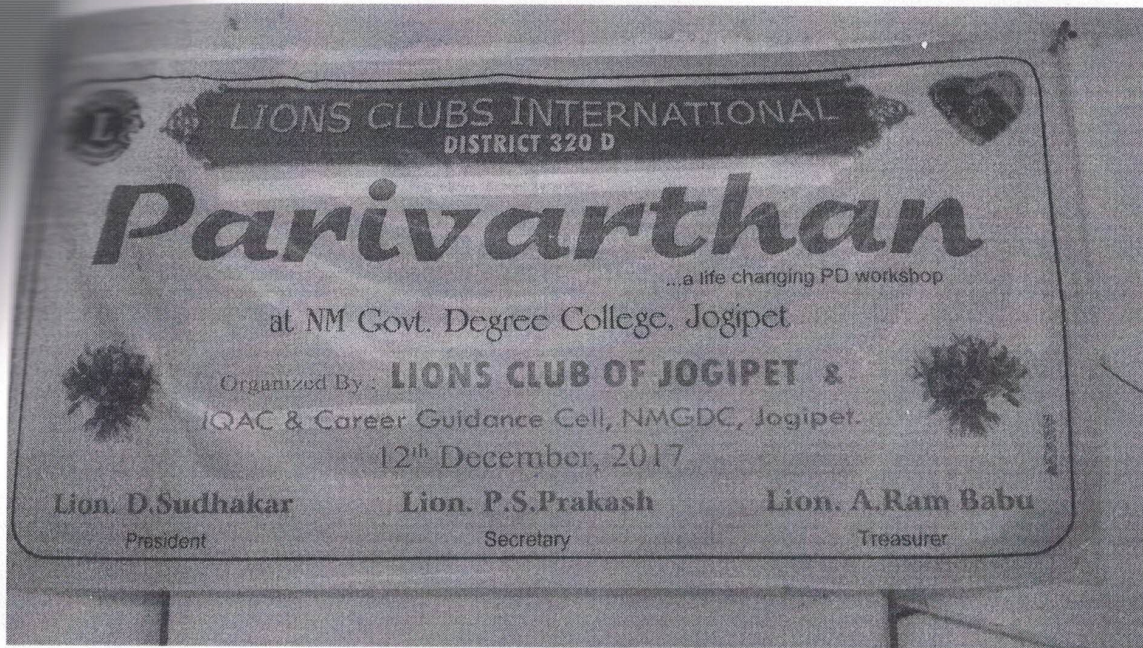 LIONS CLUBS INTERNATIONAL
DISTRICT 320 D
Parivarthan
...a life changing PD workshop
at NM Govt. Degree College, Jogipet
Organized By : LIONS CLUB OF JOGIPET &
IQAC & Career Guidance Cell, NMGDC, Jogipet.
12th December, 2017
Lion. D.Sudhakar Lion. P.S.Prakash Lion. A.Ram Babu
President Secretary Treasurer
L